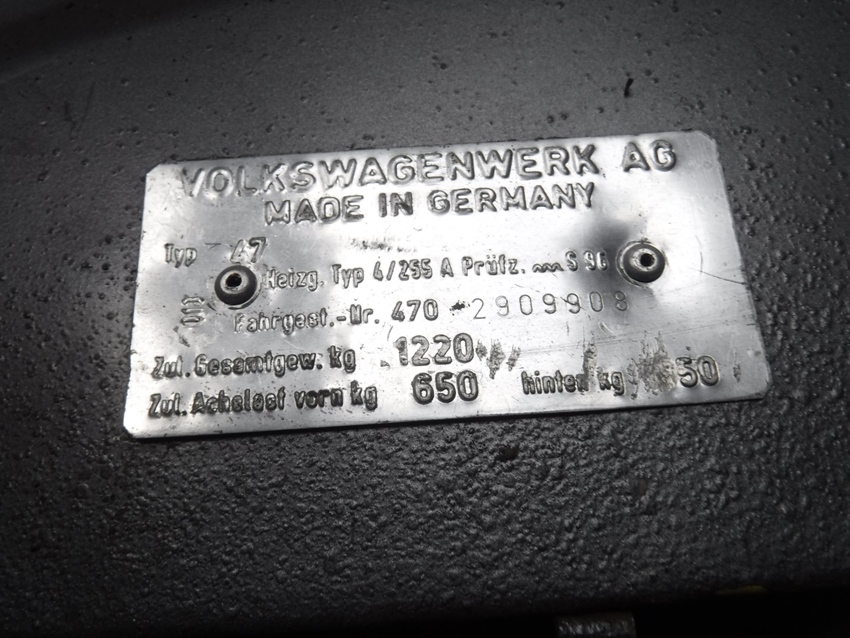 VOLKSWAGENWERK AG
MADE IN GERMANY
Typ 47
Heizg. Typ 4/255 A Prüfz. S 96
Fahrgest.-Nr. 470 - 2909908
Zul. Gesamtgew. kg 1220
Zul. Achslast vorn kg 650 hinten kg